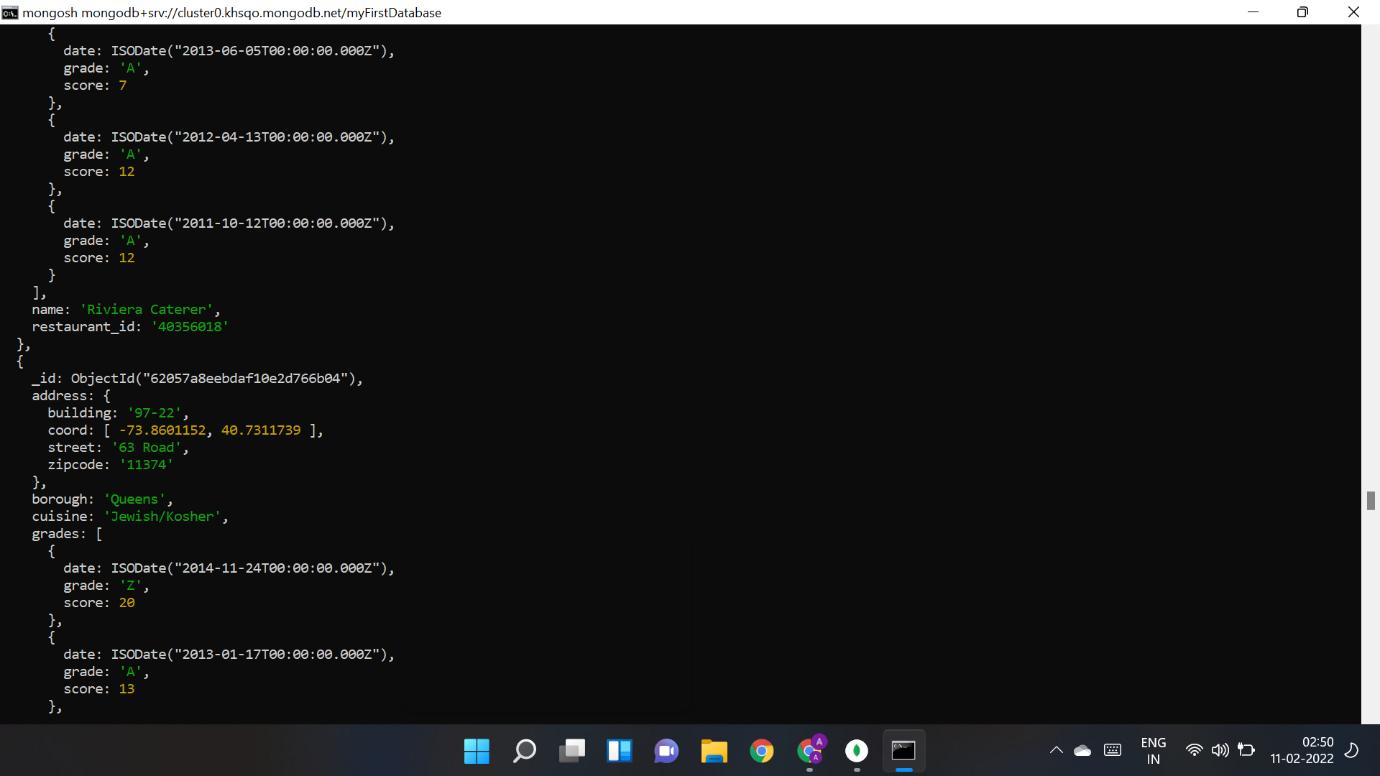 mongosh mongodb+srv://cluster0.khsqo.mongodb.net/myFirstDatabase
{
date: ISODate("2013-06-05T00:00:00.000Z"),
grade: 'A',
score: 7
},
{
date: ISODate("2012-04-13T00:00:00.000Z"),
grade: 'A',
score: 12
},
{
date: ISODate("2011-10-12T00:00:00.000Z"),
grade: 'A',
score: 12
}
],
name: 'Riviera Caterer',
restaurant_id: '40356018'
},
{
_id: ObjectId("62057a8eebdaf10e2d766b04"),
address: {
building: '97-22',
coord: [ -73.8601152, 40.7311739 ],
street: '63 Road',
zipcode: '11374'
},
borough: 'Queens',
cuisine: 'Jewish/Kosher',
grades: [
{
date: ISODate("2014-11-24T00:00:00.000Z"),
grade: 'Z',
score: 20
},
{
date: ISODate("2013-01-17T00:00:00.000Z"),
grade: 'A',
score: 13
},
ENG
IN
02:50
11-02-2022